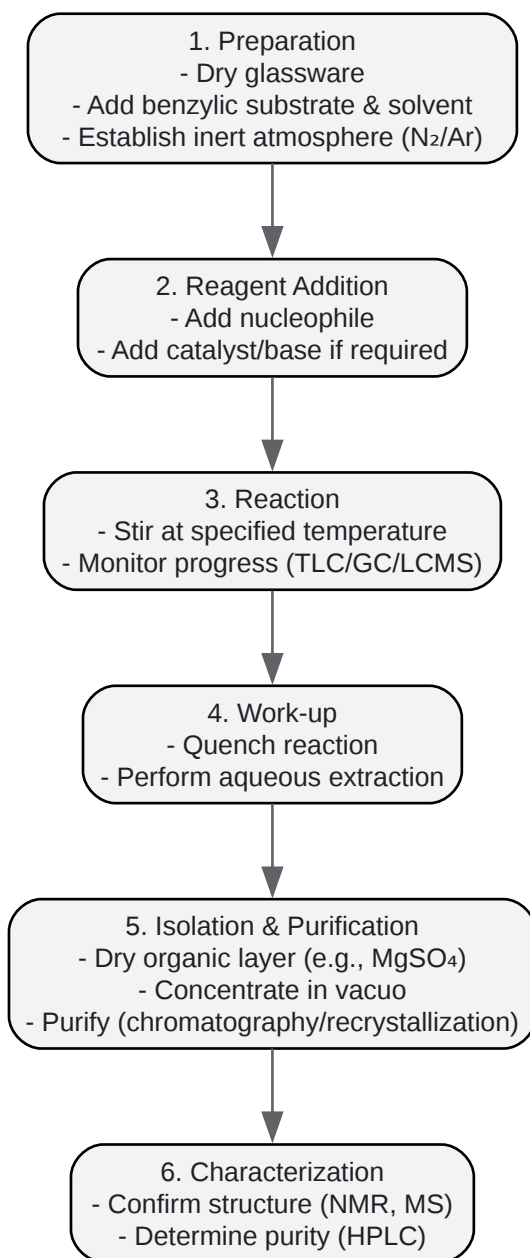 1. Preparation
- Dry glassware
- Add benzylic substrate & solvent
- Establish inert atmosphere (N₂/Ar)
2. Reagent Addition
- Add nucleophile
- Add catalyst/base if required
3. Reaction
- Stir at specified temperature
- Monitor progress (TLC/GC/LCMS)
4. Work-up
- Quench reaction
- Perform aqueous extraction
5. Isolation & Purification
- Dry organic layer (e.g., MgSO₄)
- Concentrate in vacuo
- Purify (chromatography/recrystallization)
6. Characterization
- Confirm structure (NMR, MS)
- Determine purity (HPLC)